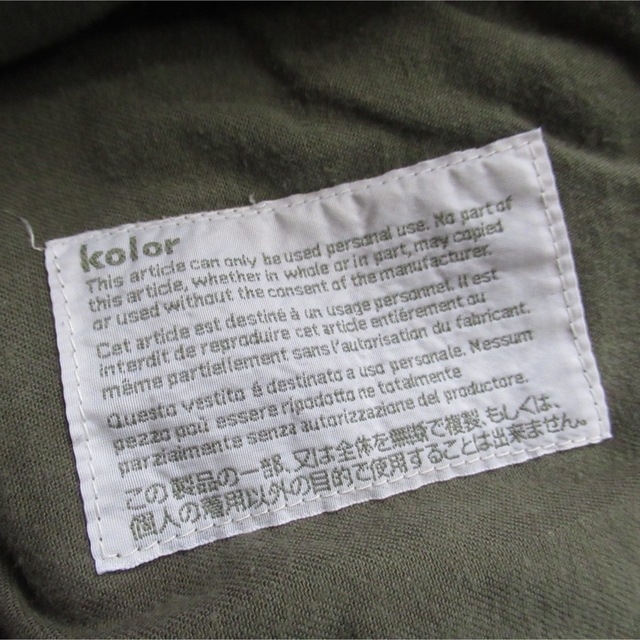 kolor
This article can only be used personal use. No part of
this article, whether in whole or in part, may copied
or used without the consent of the manufacturer.
Cet article est destiné à un usage personnel. Il est
interdit de reproduire cet article entiérement ou
même partiellement sans l'autorisation du fabricant.
Questo vestito é destinato a uso personale. Nessum
pezzo poù essere ripodotto ne totalmente
parzialmente senza autorizzazione del productore.
この製品の一部、又は全体を無断で複製、もしくは、
個人の着用以外の目的で使用することは出来ません。